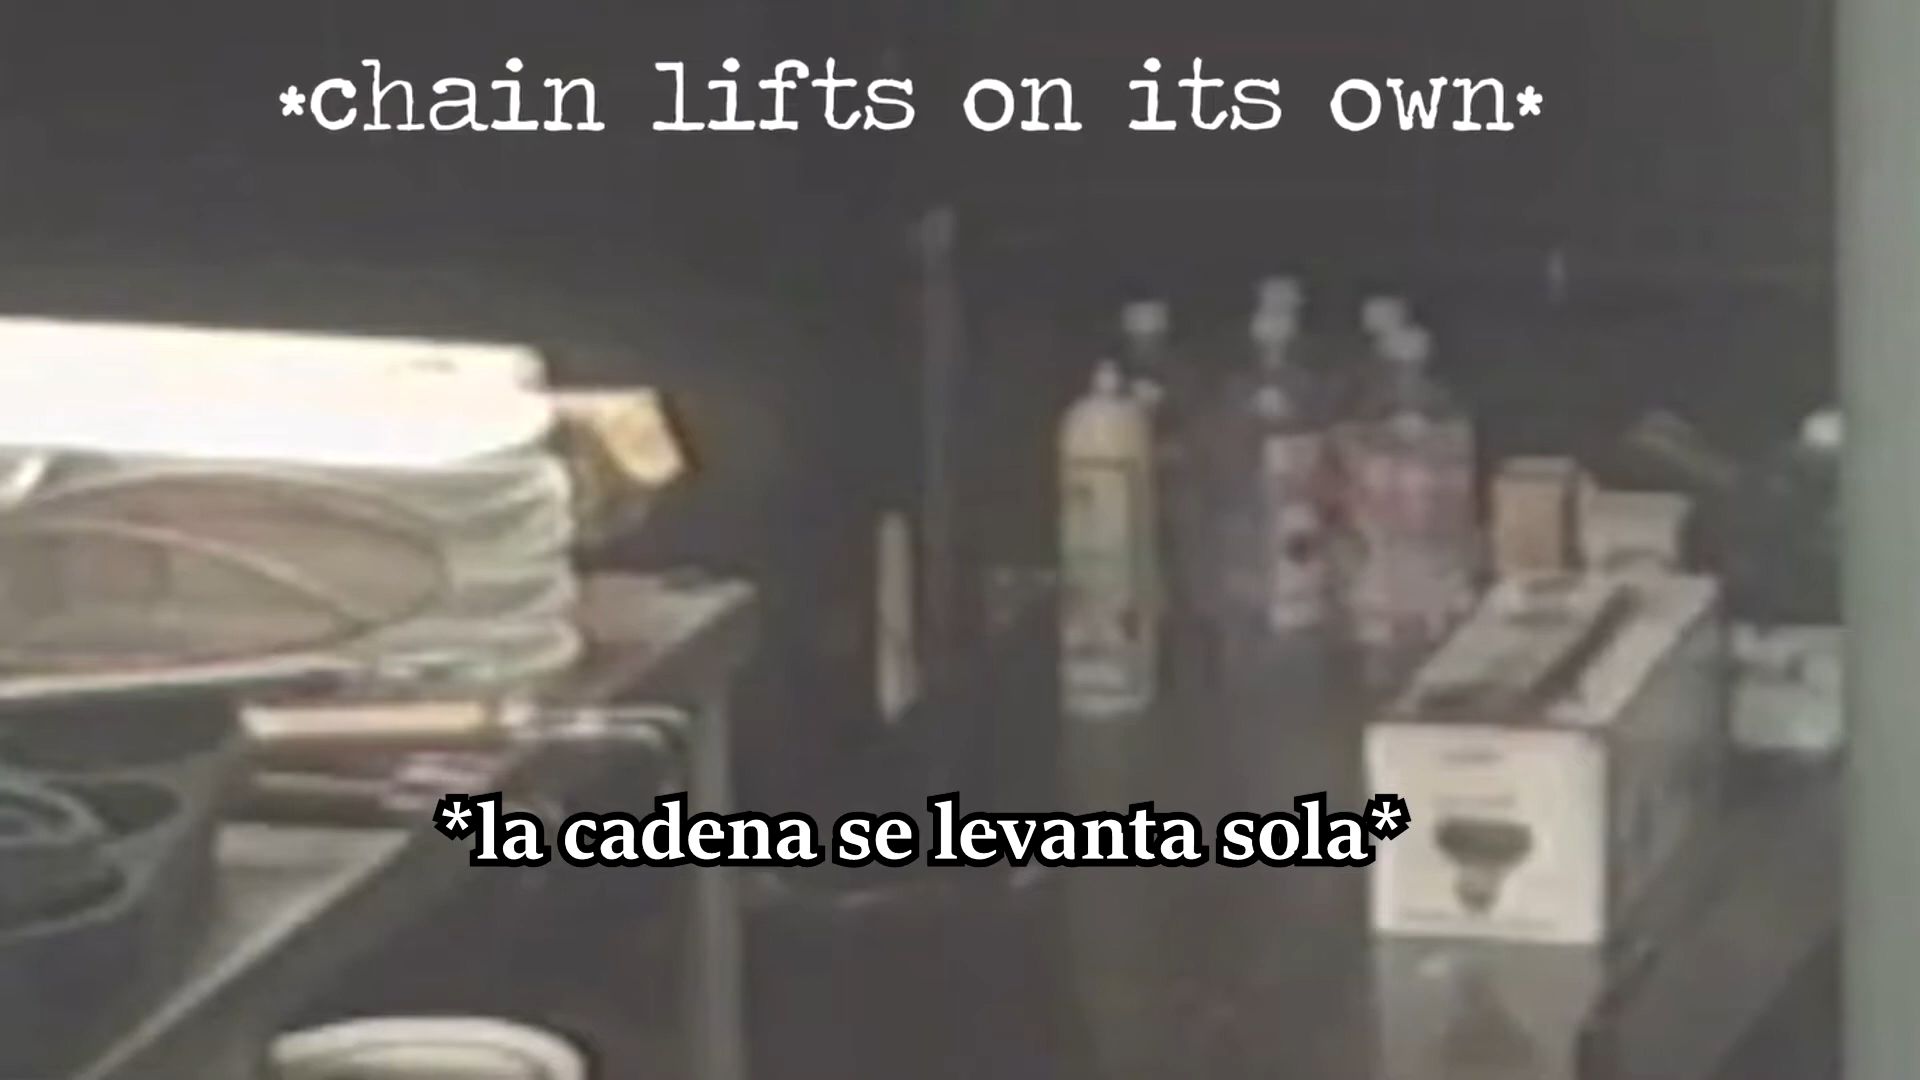 *chain lifts on its own*
*la cadena se levanta sola*